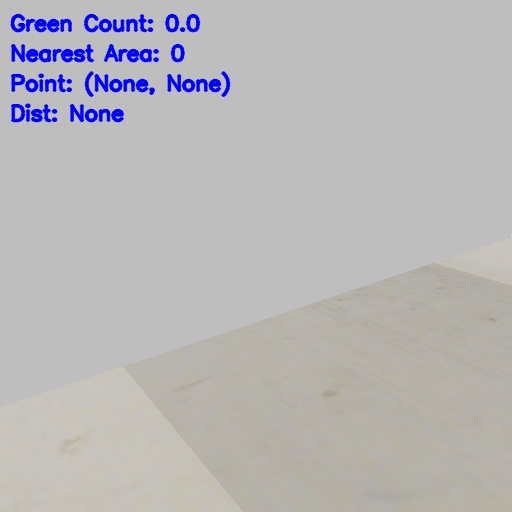 Green Count: 0.0
Nearest Area: 0
Point: (None, None)
Dist: None